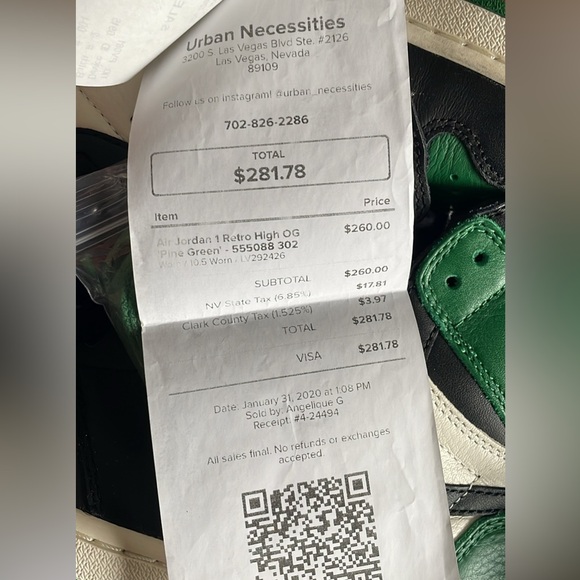 Urban Necessities
3200 S. Las Vegas Blvd Ste. #2126
Las Vegas, Nevada
89109
Follow us on Instagram! @urban_necessities
702-826-2286
TOTAL
$281.78
Item Price
Air Jordan 1 Retro High OG $260.00
'Pine Green' - 555088 302
10.5 Worn / LV292426
SUBTOTAL $260.00
NV State Tax (6.85%) $17.81
Clark County Tax (1.525%) $3.97
TOTAL $281.78
VISA $281.78
Date: January 31, 2020 at 1:08 PM
Sold by: Angelique G
Receipt: #4-24494
All sales final. No refunds or exchanges
accepted